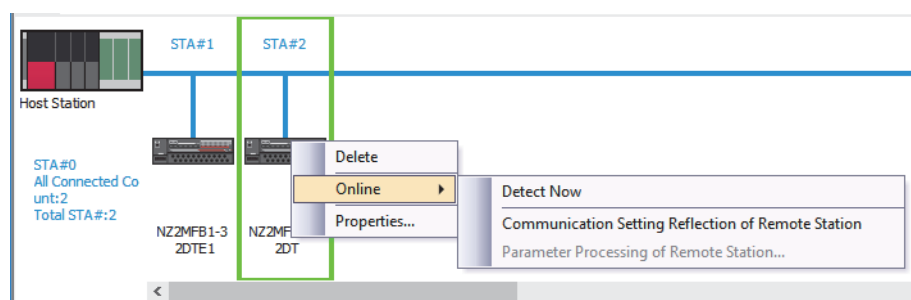 STA#1
STA#2
Host Station
STA#0
All Connected Co
unt:2
Total STA#:2
NZ2MFB1-3
2DTE1
NZ2MF
2DT
Delete
Online
Properties...
Detect Now
Communication Setting Reflection of Remote Station
Parameter Processing of Remote Station...